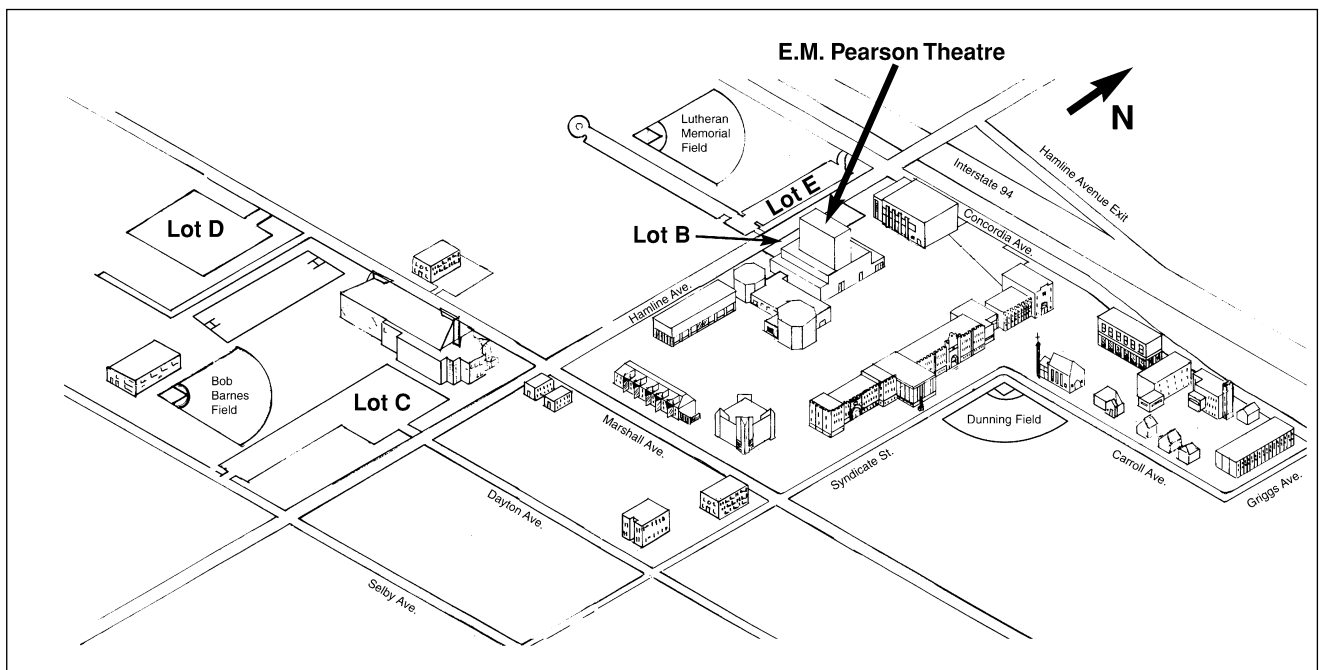 E.M. Pearson Theatre
N
C
Lutheran
Memorial
Field
Interstate 94
Hamline Avenue Exit
Concordia Ave.
Lot E
Lot B
Lot D
Hamline Ave.
H
H
Bob
Barnes
Field
Lot C
Marshall Ave.
Dunning Field
Syndicate St.
Carroll Ave.
Griggs Ave.
Dayton Ave.
Selby Ave.